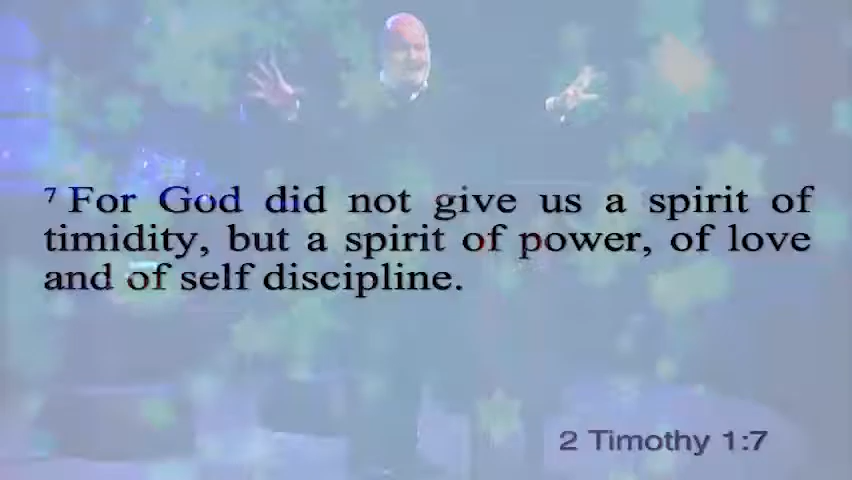 ⁷ For God did not give us a spirit of
timidity, but a spirit of power, of love
and of self discipline.
2 Timothy 1:7